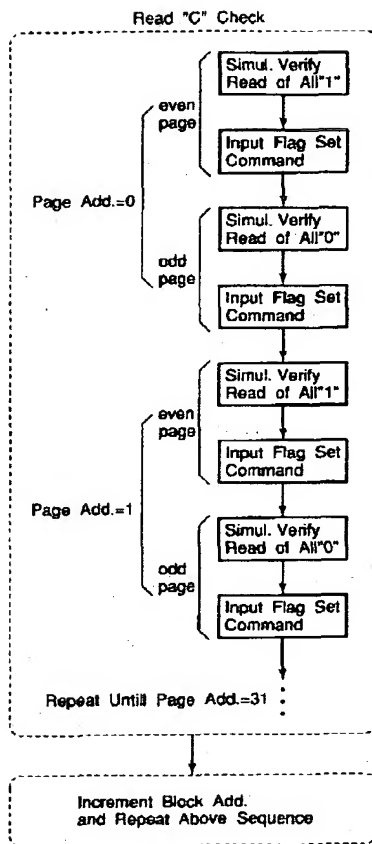 Read "C" Check
Simul. Verify
Read of All"1"
even
page
Input Flag Set
Command
Page Add.=0
Simul. Verify
Read of All"0"
odd
page
Input Flag Set
Command
Simul. Verify
Read of All"1"
even
page
Input Flag Set
Command
Page Add.=1
Simul. Verify
Read of All"0"
odd
page
Input Flag Set
Command
Repeat Untill Page Add.=31
Increment Block Add.
and Repeat Above Sequence